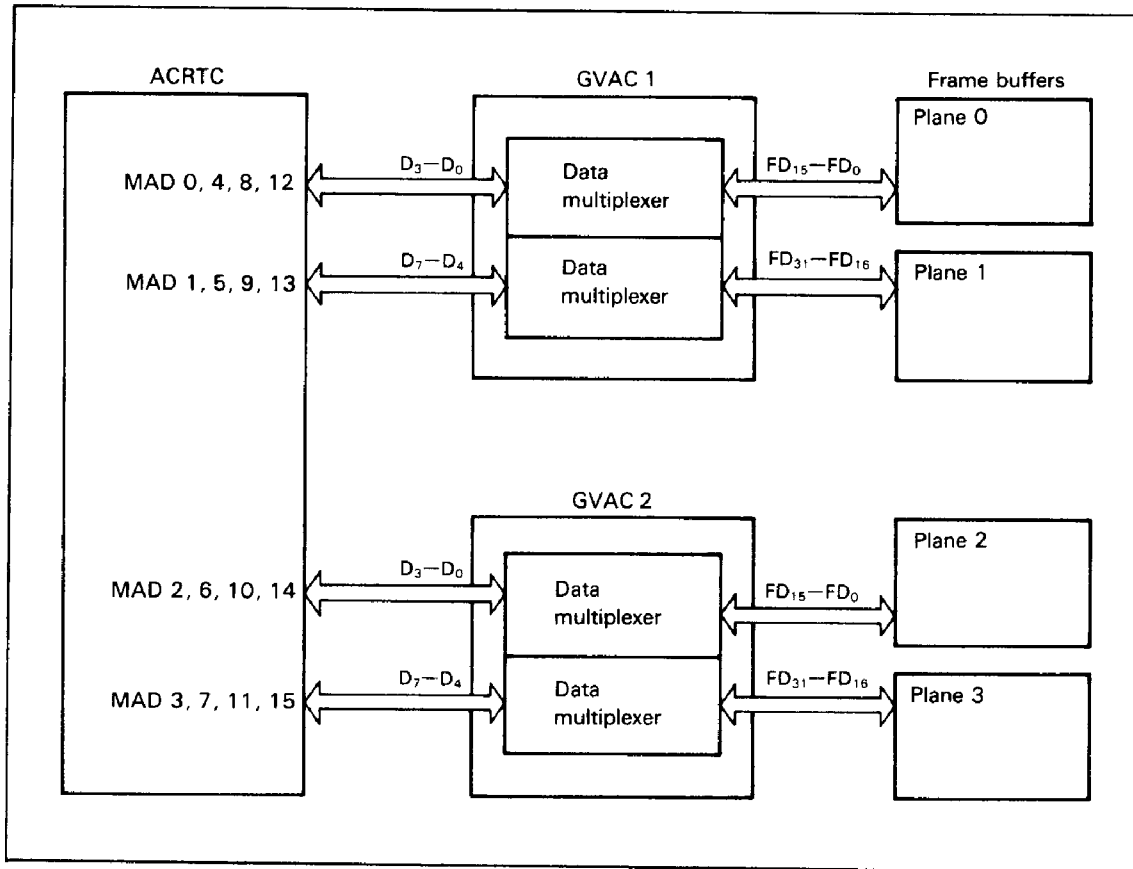 ACRTC
GVAC 1
Frame buffers
Plane 0
MAD 0, 4, 8, 12
D₃—D₀
Data
multiplexer
FD₁₅—FD₀
MAD 1, 5, 9, 13
D₇—D₄
Data
multiplexer
FD₃₁—FD₁₆
Plane 1
GVAC 2
MAD 2, 6, 10, 14
D₃—D₀
Data
multiplexer
FD₁₅—FD₀
Plane 2
MAD 3, 7, 11, 15
D₇—D₄
Data
multiplexer
FD₃₁—FD₁₆
Plane 3